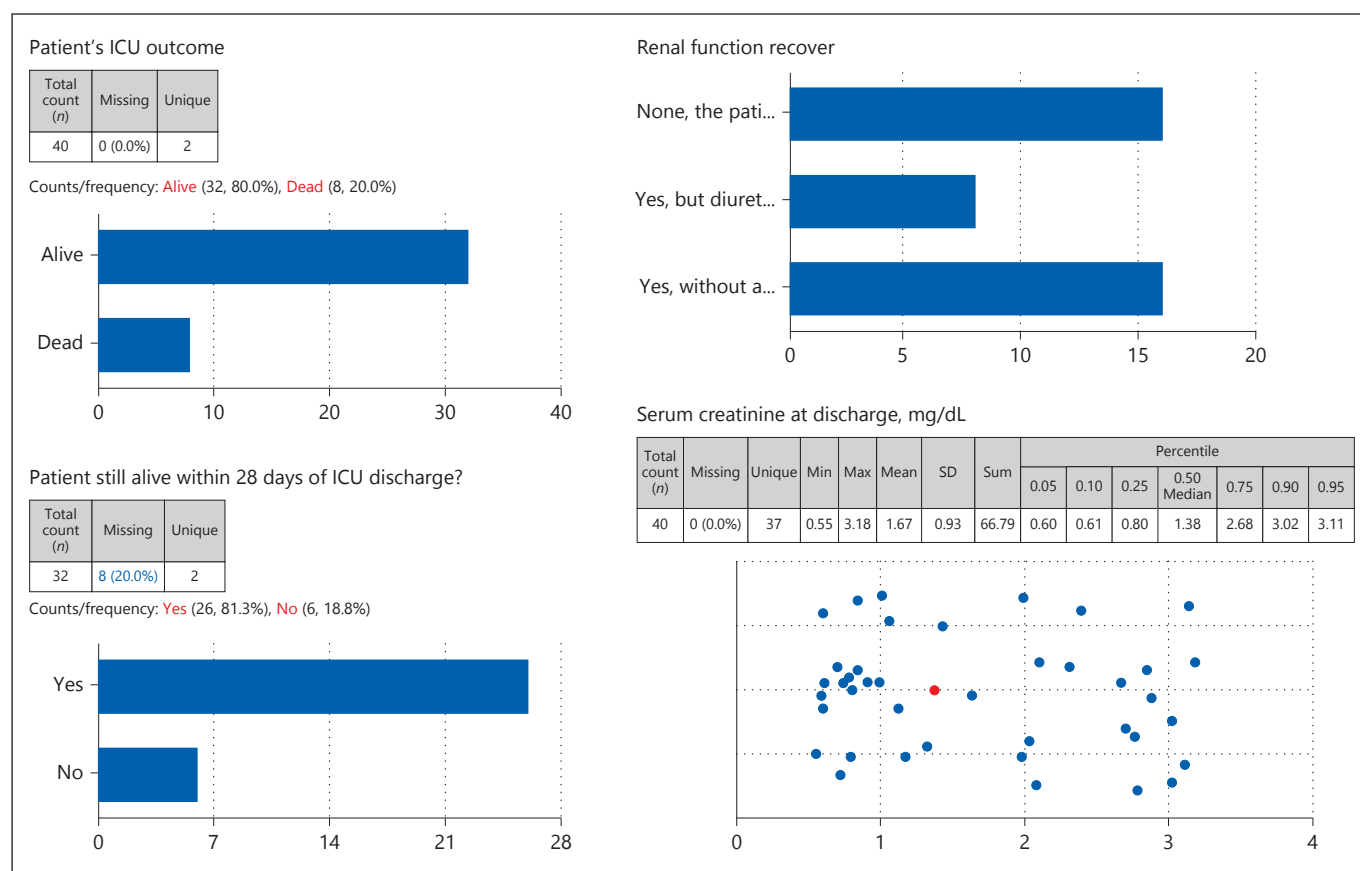 Patient's ICU outcome
Total count (n) Missing Unique
40 0 (0.0%) 2
Counts/frequency: Alive (32, 80.0%), Dead (8, 20.0%)
Alive
Dead
0 10 20 30 40
Patient still alive within 28 days of ICU discharge?
Total count (n) Missing Unique
32 8 (20.0%) 2
Counts/frequency: Yes (26, 81.3%), No (6, 18.8%)
Yes
No
0 7 14 21 28
Renal function recover
None, the pati...
Yes, but diuret...
Yes, without a...
0 5 10 15 20
Serum creatinine at discharge, mg/dL
Total count (n) Missing Unique Min Max Mean SD Sum Percentile
0.05 0.10 0.25 0.50 Median 0.75 0.90 0.95
40 0 (0.0%) 37 0.55 3.18 1.67 0.93 66.79 0.60 0.61 0.80 1.38 2.68 3.02 3.11
0 1 2 3 4